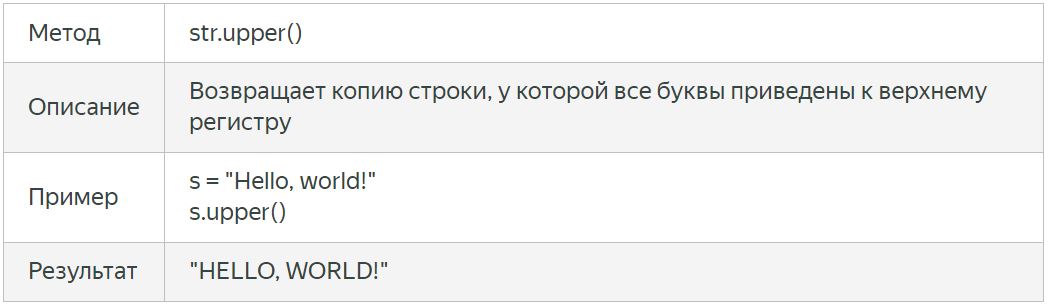 Метод
str.upper()
Описание
Возвращает копию строки, у которой все буквы приведены к верхнему
регистру
Пример
s = "Hello, world!"
s.upper()
Результат
"HELLO, WORLD!"